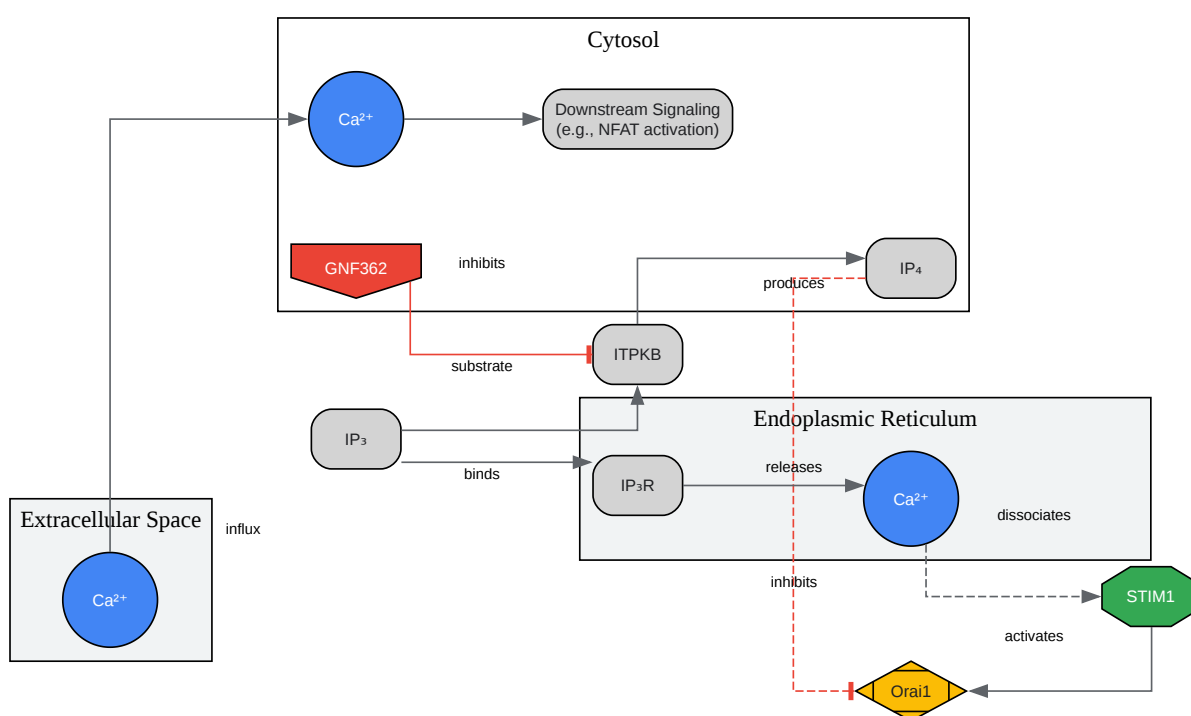 Cytosol
Ca²⁺
Downstream Signaling
(e.g., NFAT activation)
GNF362
inhibits
IP₄
produces
ITPKB
substrate
IP₃
binds
Endoplasmic Reticulum
IP₃R
releases
Ca²⁺
dissociates
Extracellular Space
influx
Ca²⁺
inhibits
STIM1
activates
Orai1